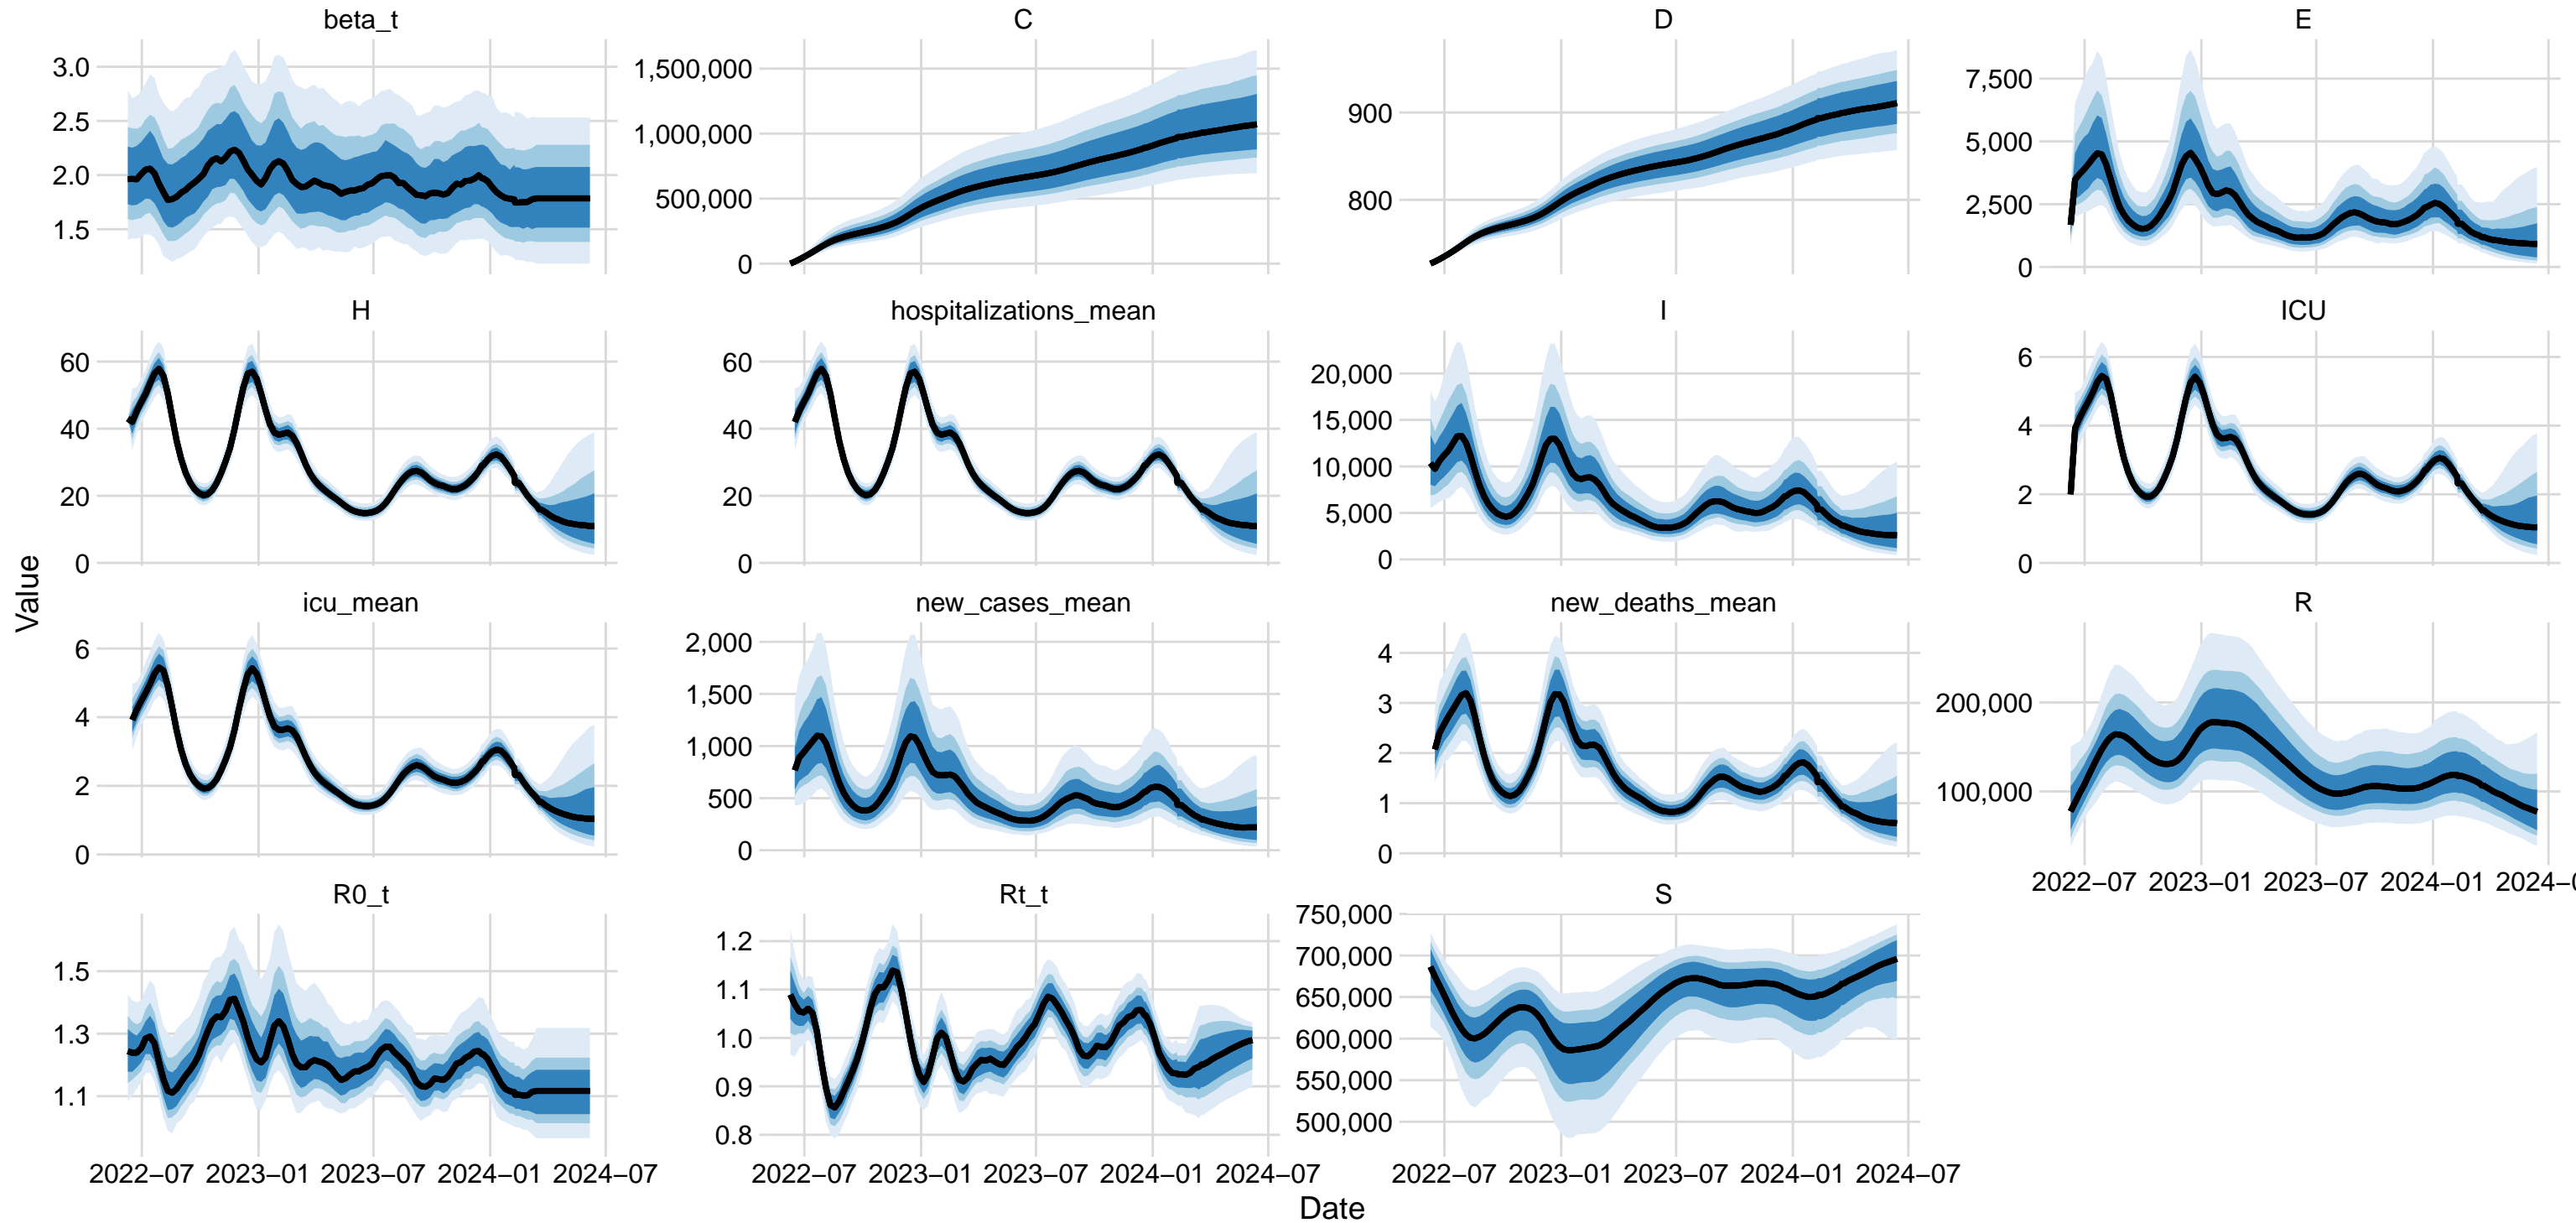 beta_t
C
D
E
3.0
2.5
2.0
1.5
1,500,000
1,000,000
500,000
0
900
800
7,500
5,000
2,500
0
H
hospitalizations_mean
I
ICU
60
40
20
0
60
40
20
0
20,000
15,000
10,000
5,000
0
6
4
2
0
Value
icu_mean
new_cases_mean
new_deaths_mean
R
6
4
2
0
2,000
1,500
1,000
500
0
4
3
2
1
0
200,000
100,000
2022−07 2023−01 2023−07 2024−01 2024−0
R0_t
Rt_t
S
1.5
1.3
1.1
1.2
1.1
1.0
0.9
0.8
750,000
700,000
650,000
600,000
550,000
500,000
2022−07 2023−01 2023−07 2024−01 2024−07
2022−07 2023−01 2023−07 2024−01 2024−07
2022−07 2023−01 2023−07 2024−01 2024−07
Date